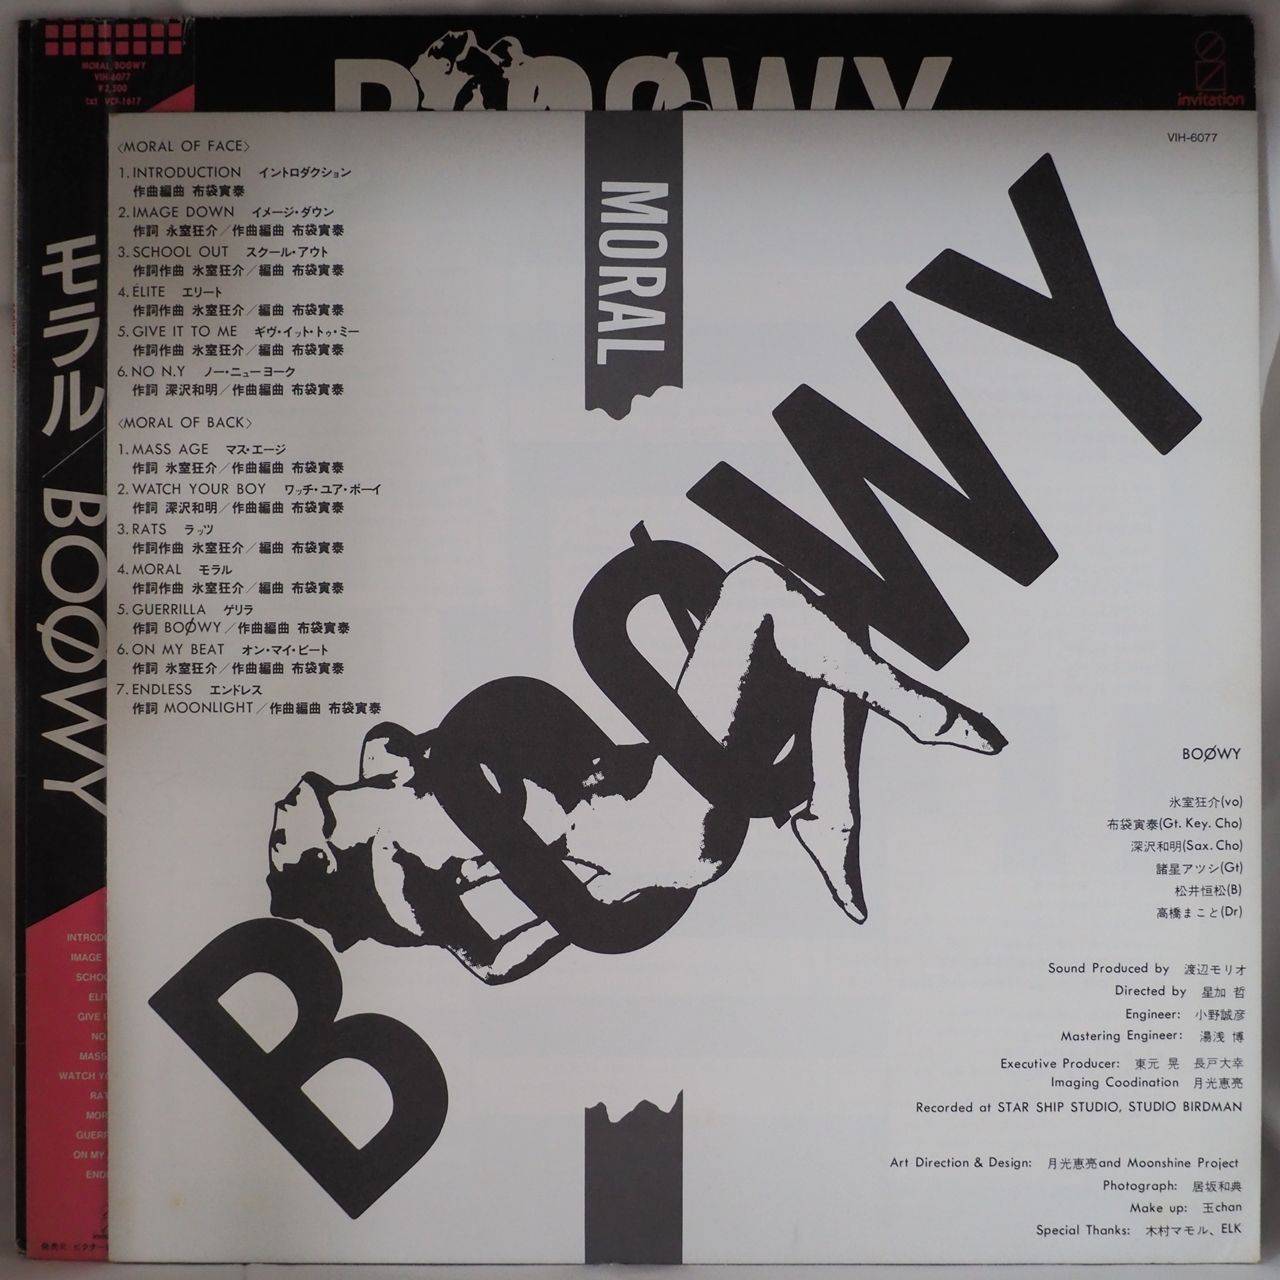 MORAL BOØWY
VIH-6077
¥2,500
VCF-1617
BOØWY
invitation
モラル/BOØWY
VIH-6077
MORAL
〈MORAL OF FACE〉
1. INTRODUCTION イントロダクション
作曲編曲 布袋寅泰
2. IMAGE DOWN イメージ・ダウン
作詞 氷室狂介/作曲編曲 布袋寅泰
3. SCHOOL OUT スクール・アウト
作詞作曲 氷室狂介/編曲 布袋寅泰
4. ÉLITE エリート
作詞作曲 氷室狂介/編曲 布袋寅泰
5. GIVE IT TO ME ギヴ・イット・トゥ・ミー
作詞作曲 氷室狂介/編曲 布袋寅泰
6. NO N.Y ノー・ニューヨーク
作詞 深沢和明/作曲編曲 布袋寅泰
〈MORAL OF BACK〉
1. MASS AGE マス・エージ
作詞 氷室狂介/作曲編曲 布袋寅泰
2. WATCH YOUR BOY ワッチ・ユア・ボーイ
作詞 深沢和明/作曲編曲 布袋寅泰
3. RATS ラッツ
作詞作曲 氷室狂介/編曲 布袋寅泰
4. MORAL モラル
作詞作曲 氷室狂介/編曲 布袋寅泰
5. GUERRILLA ゲリラ
作詞 BOØWY/作曲編曲 布袋寅泰
6. ON MY BEAT オン・マイ・ビート
作詞 氷室狂介/作曲編曲 布袋寅泰
7. ENDLESS エンドレス
作詞 MOONLIGHT/作曲編曲 布袋寅泰
BOØWY
BOØWY
氷室狂介(vo)
布袋寅泰(Gt. Key. Cho)
深沢和明(Sax. Cho)
諸星アツシ(Gt)
松井恒松(B)
高橋まこと(Dr)
Sound Produced by 渡辺モリオ
Directed by 星加 哲
Engineer: 小野誠彦
Mastering Engineer: 湯浅 博
Executive Producer: 東元 晃 長戸大幸
Imaging Coodination 月光恵亮
Recorded at STAR SHIP STUDIO, STUDIO BIRDMAN
Art Direction & Design: 月光恵亮and Moonshine Project
Photograph: 居坂和典
Make up: 玉chan
Special Thanks: 木村マモル、ELK
INTRODU
IMAGE
SCHOO
ELIT
GIVE
NO
MASS
WATCH YO
RAT
MOR
GUERR
ON MY
END
発売元 ビクター